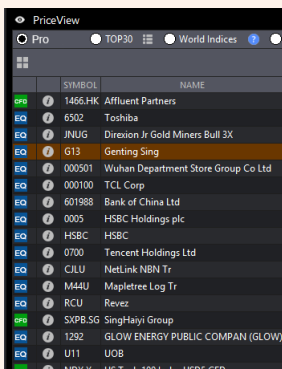 PriceView
Pro TOP30 World Indices ?
SYMBOL NAME
CFD i 1466.HK Affluent Partners
EQ i 6502 Toshiba
EQ i JNUG Direxion Jr Gold Miners Bull 3X
EQ i G13 Genting Sing
EQ i 000501 Wuhan Department Store Group Co Ltd
EQ i 000100 TCL Corp
EQ i 601988 Bank of China Ltd
EQ i 0005 HSBC Holdings plc
EQ i HSBC HSBC
EQ i 0700 Tencent Holdings Ltd
EQ i CJLU NetLink NBN Tr
EQ i M44U Mapletree Log Tr
EQ i RCU Revez
CFD i SXPB.SG SingHaiyi Group
EQ i 1292 GLOW ENERGY PUBLIC COMPAN (GLOW)
EQ i U11 UOB